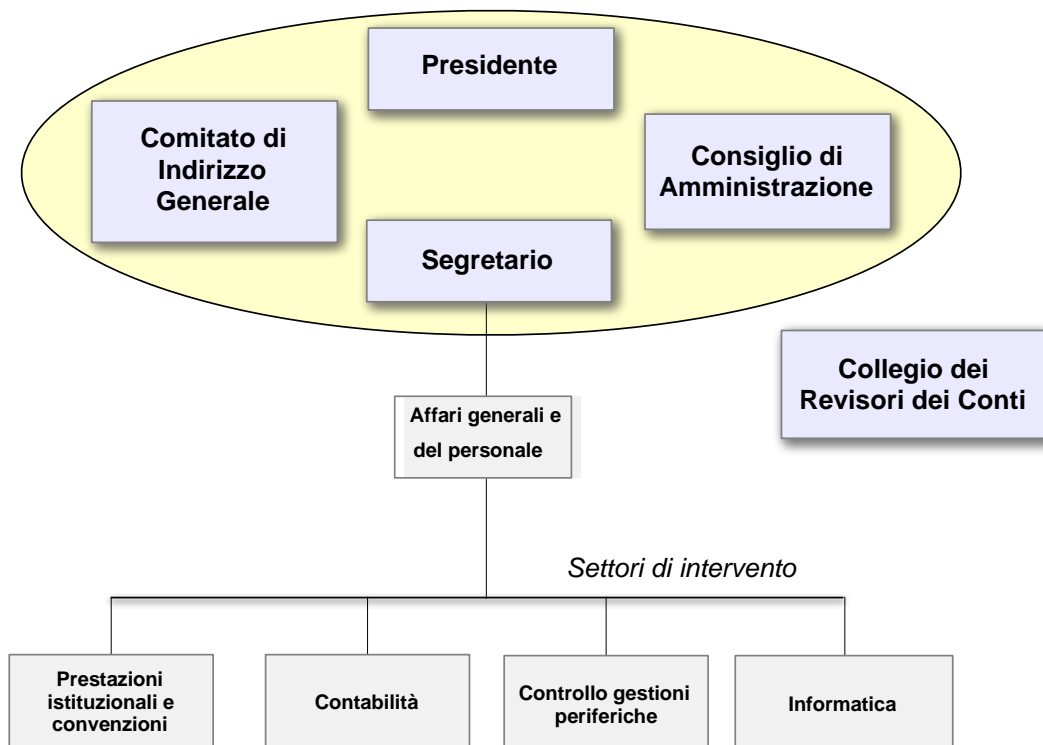 Presidente
Comitato di
Indirizzo
Generale
Consiglio di
Amministrazione
Segretario
Collegio dei
Revisori dei Conti
Affari generali e
del personale
Settori di intervento
Prestazioni
istituzionali e
convenzioni
Contabilità
Controllo gestioni
periferiche
Informatica